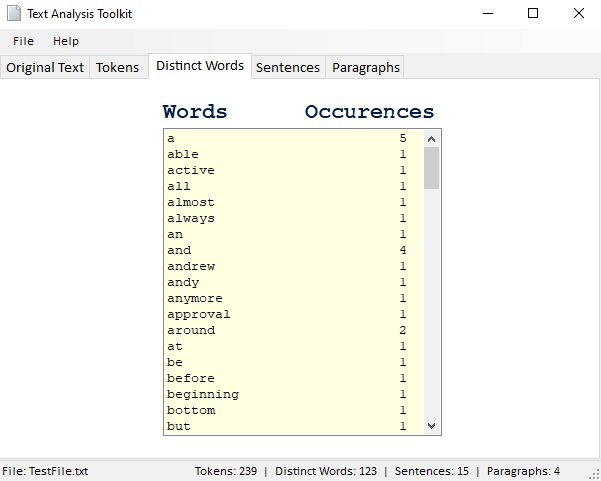 Text Analysis Toolkit
File Help
Original Text Tokens Distinct Words Sentences Paragraphs
Words Occurences
a 5
able 1
active 1
all 1
almost 1
always 1
an 1
and 4
andrew 1
andy 1
anymore 1
approval 1
around 2
at 1
be 1
before 1
beginning 1
bottom 1
but 1
File: TestFile.txt Tokens: 239 | Distinct Words: 123 | Sentences: 15 | Paragraphs: 4